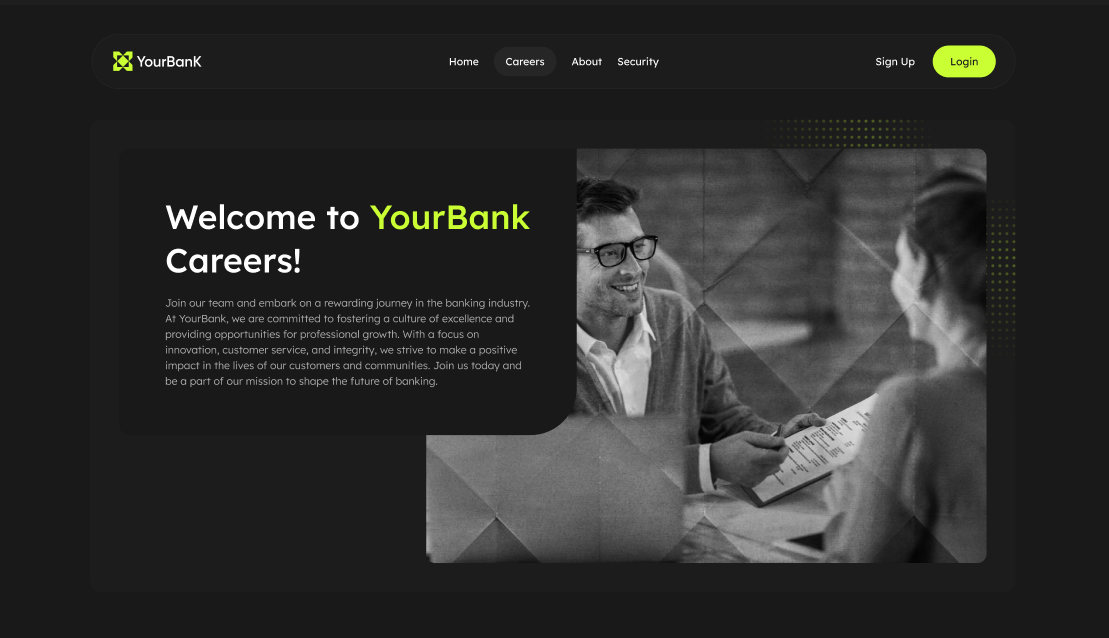 YourBanK
Home Careers About Security
Sign Up Login
Welcome to YourBank
Careers!
Join our team and embark on a rewarding journey in the banking industry.
At YourBank, we are committed to fostering a culture of excellence and
providing opportunities for professional growth. With a focus on
innovation, customer service, and integrity, we strive to make a positive
impact in the lives of our customers and communities. Join us today and
be a part of our mission to shape the future of banking.